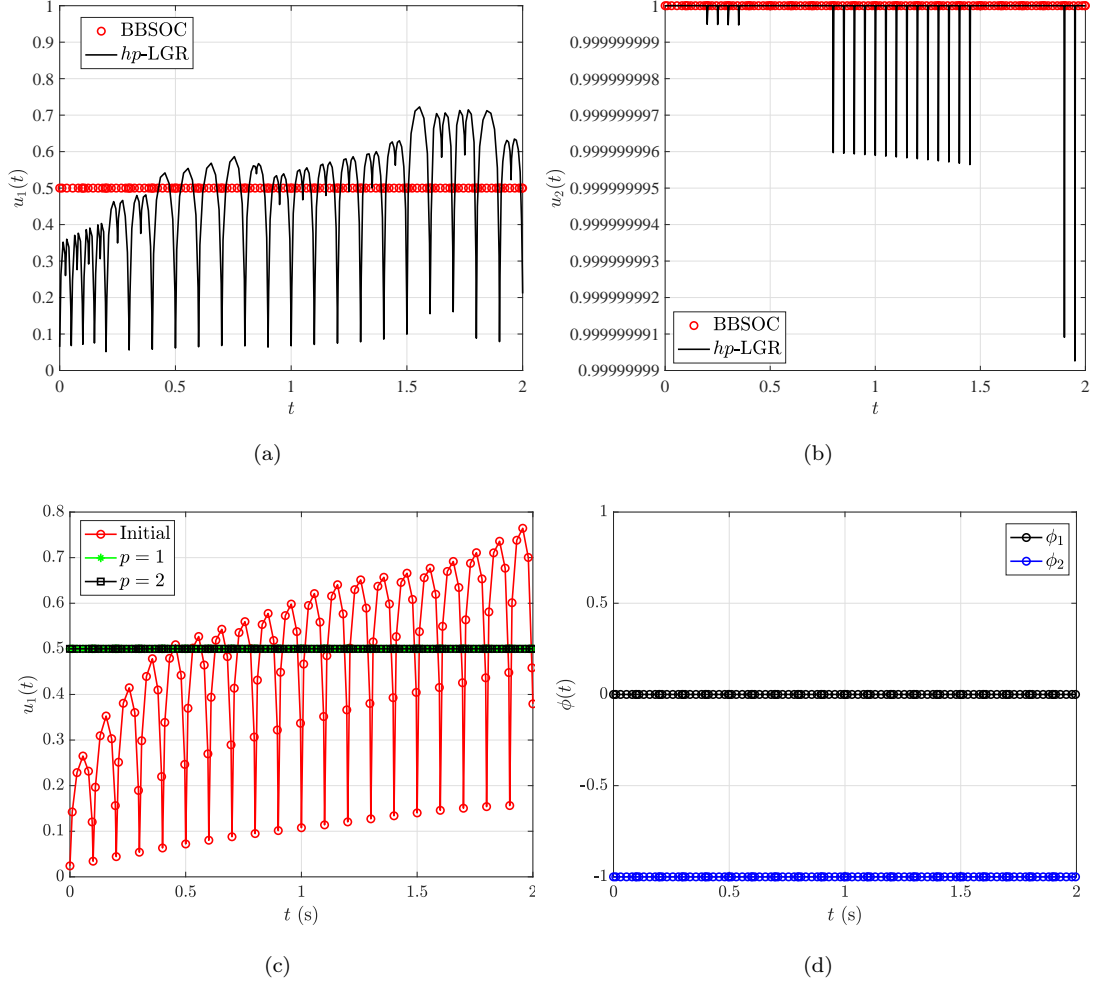 1
0.9
0.8
0.7
0.6
0.5
0.4
0.3
0.2
0.1
0
0 0.5 1 1.5 2
t
u₁(t)
BBSOC
hp-LGR
(a)
1
0.999999999
0.999999998
0.999999997
0.999999996
0.999999995
0.999999994
0.999999993
0.999999992
0.999999991
0.99999999
0 0.5 1 1.5 2
t
u₂(t)
BBSOC
hp-LGR
(b)
0.8
0.7
0.6
0.5
0.4
0.3
0.2
0.1
0
0 0.5 1 1.5 2
t (s)
u₁(t)
Initial
p = 1
p = 2
(c)
1
0.5
0
-0.5
-1
0 0.5 1 1.5 2
t (s)
ϕ(t)
ϕ₁
ϕ₂
(d)